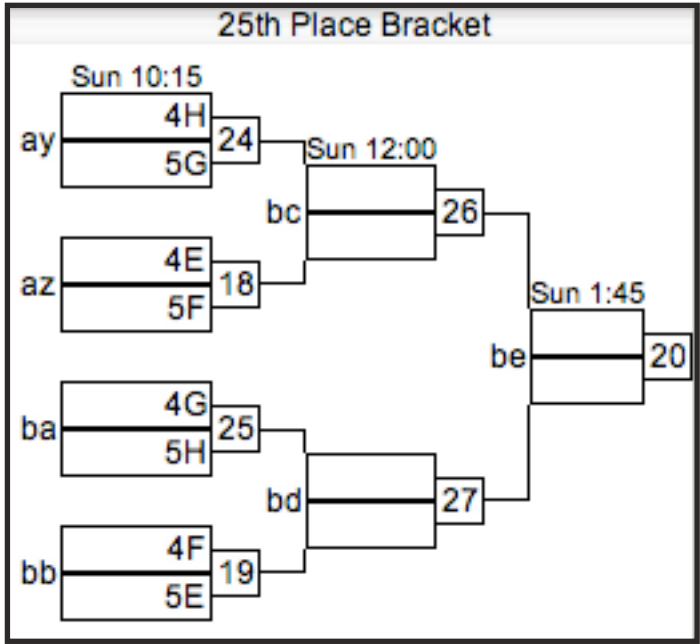 25th Place Bracket
Sun 10:15
4H
ay
24
5G
Sun 12:00
bc
26
4E
az
18
5F
Sun 1:45
be
20
4G
ba
25
5H
bd
27
4F
bb
19
5E